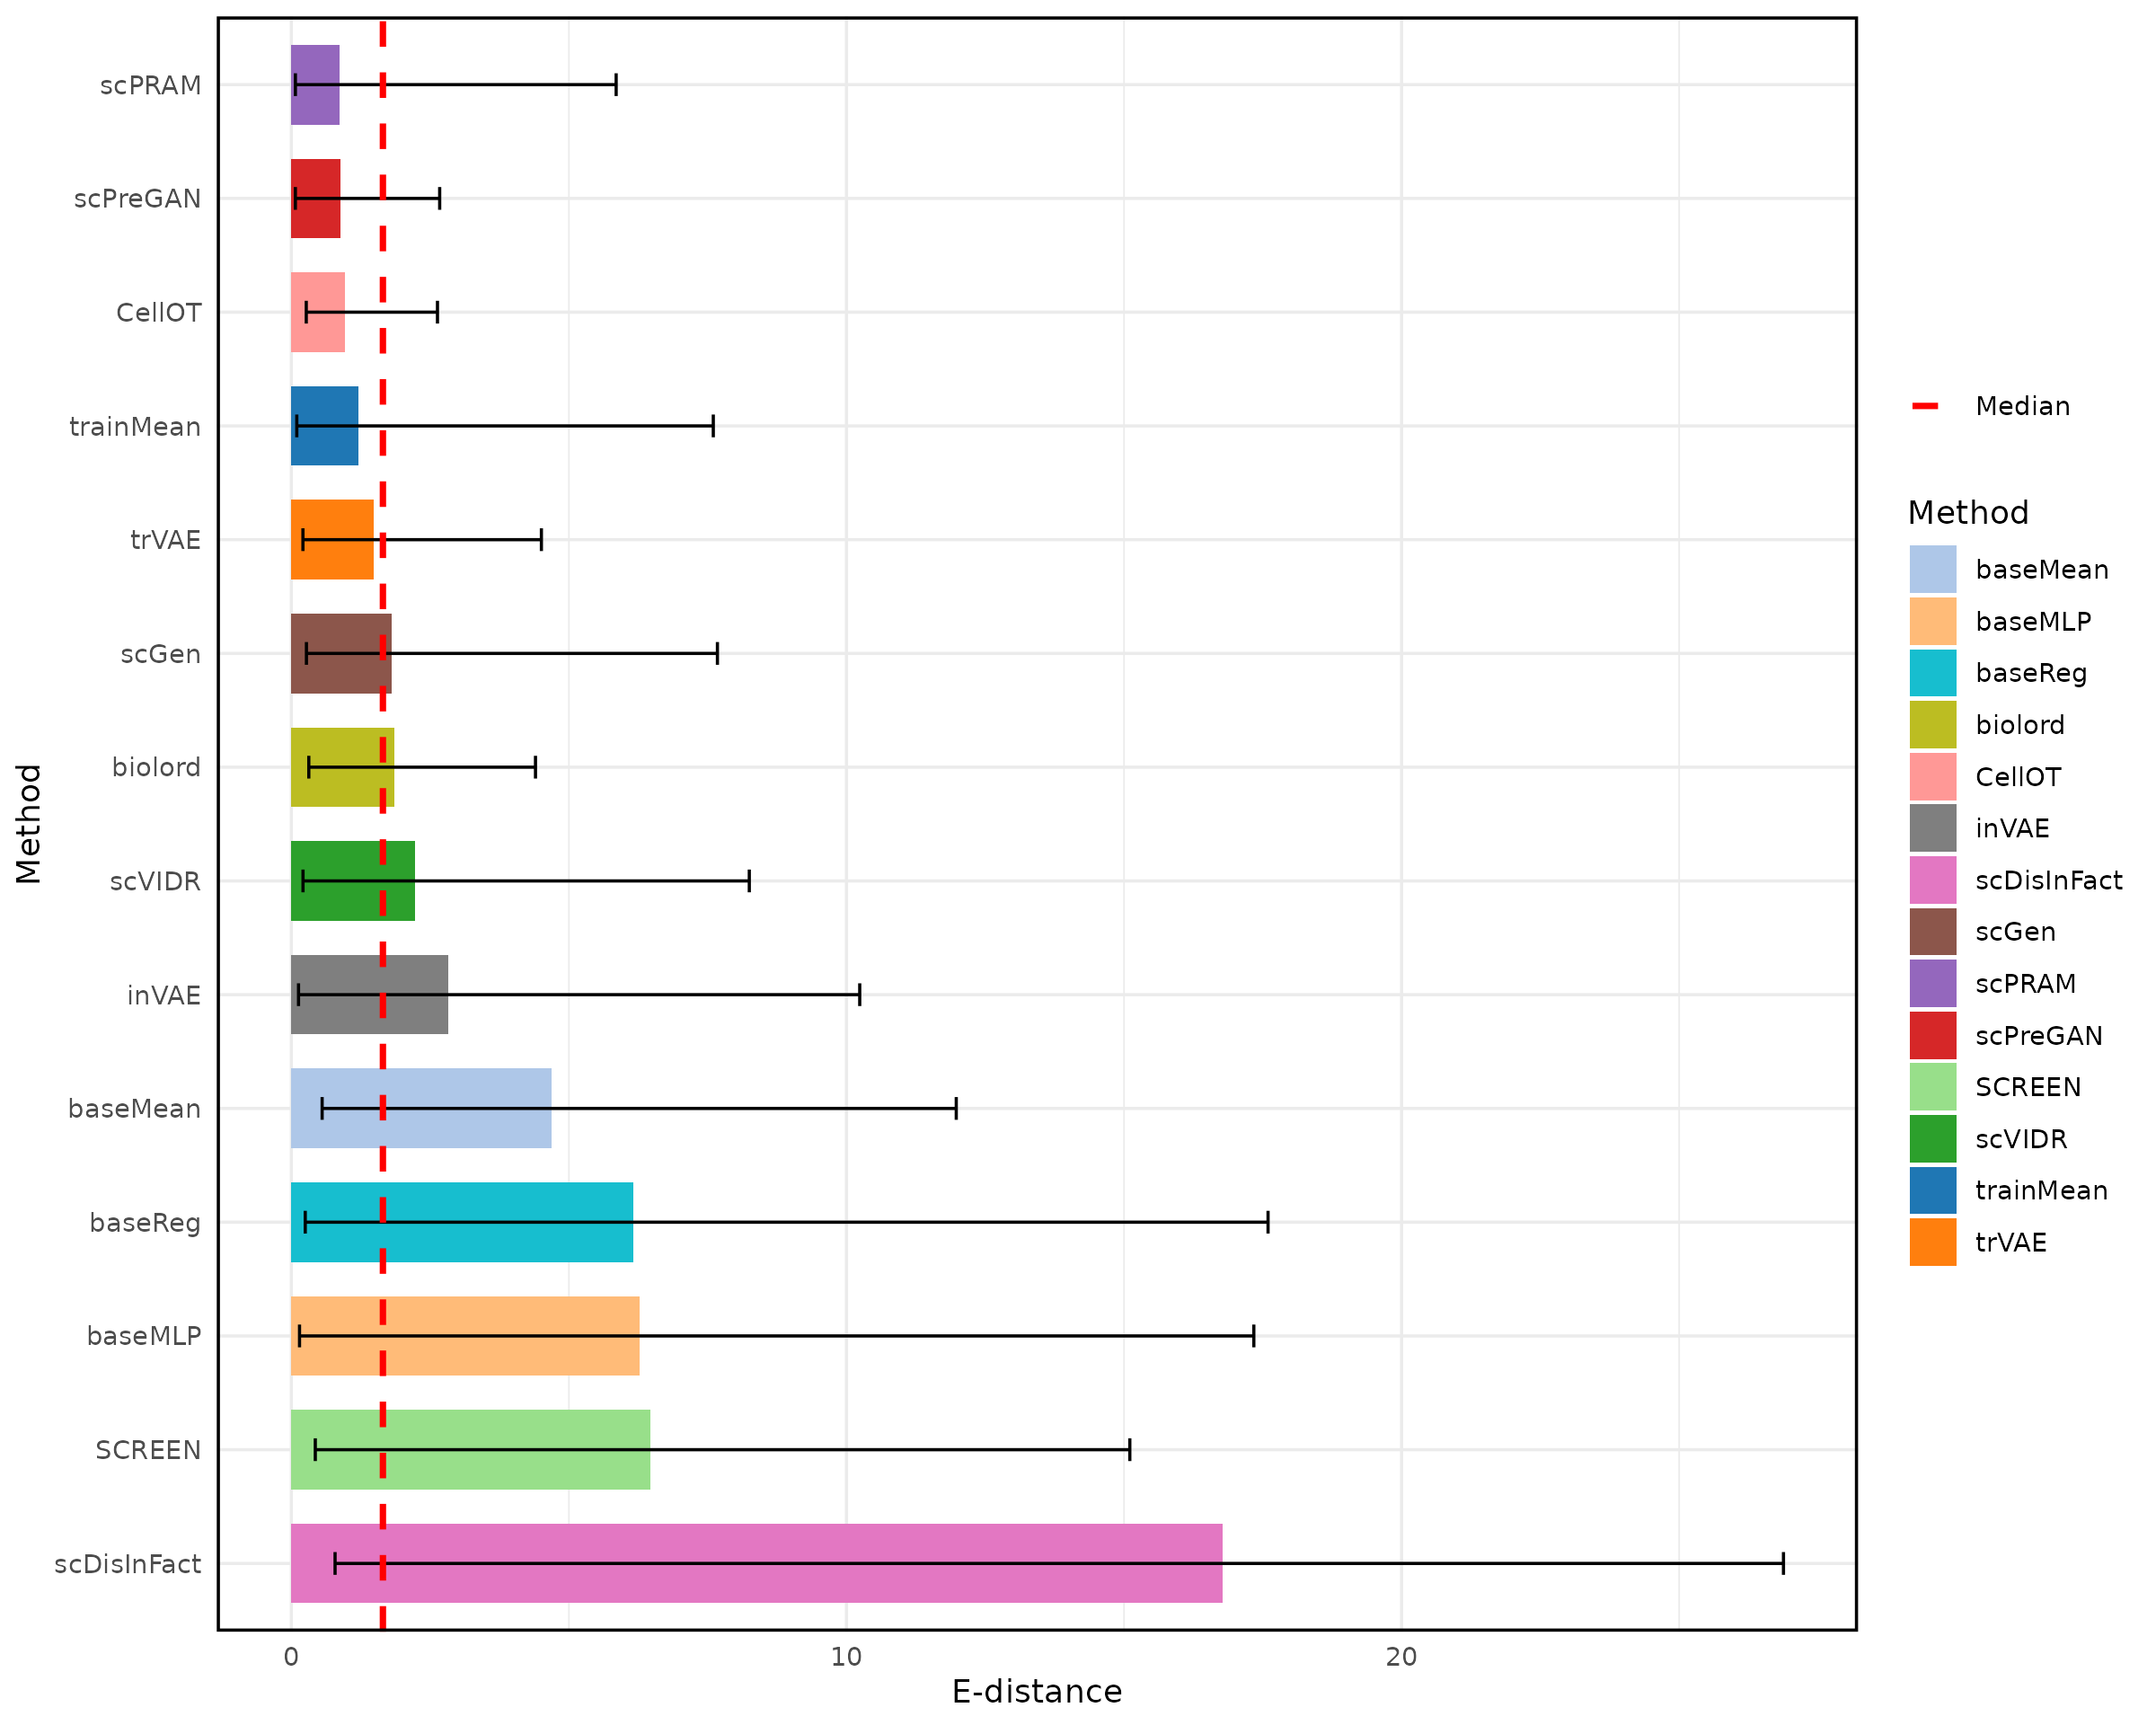 scPRAM
scPreGAN
CellOT
trainMean
trVAE
scGen
biolord
scVIDR
inVAE
baseMean
baseReg
baseMLP
SCREEN
scDisInFact
Method
0 10 20
E-distance
Median
Method
baseMean
baseMLP
baseReg
biolord
CellOT
inVAE
scDisInFact
scGen
scPRAM
scPreGAN
SCREEN
scVIDR
trainMean
trVAE